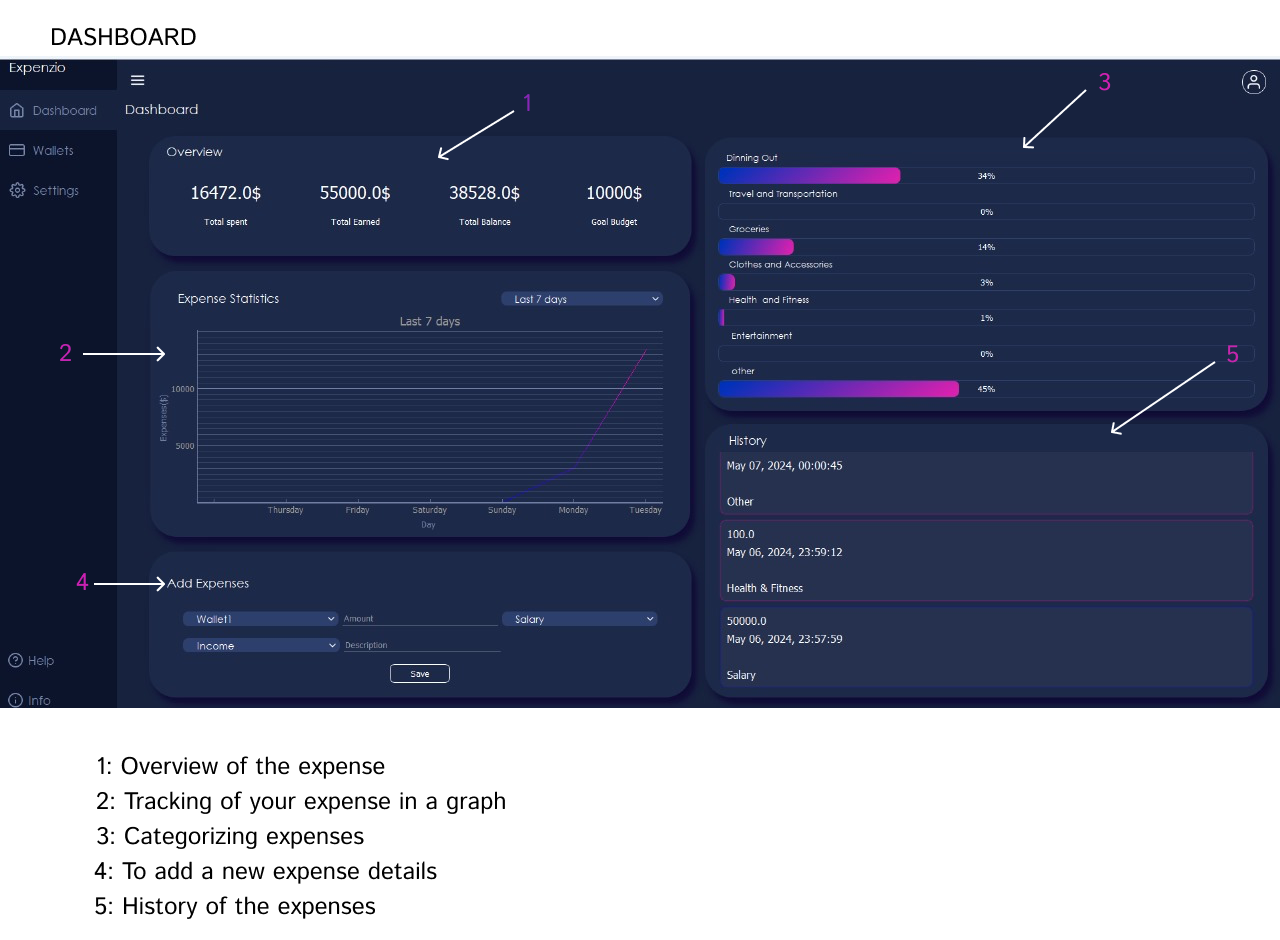 DASHBOARD
Expenzio
Dashboard
Wallets
Settings
Help
Info
Dashboard
1
Overview
16472.0$ 55000.0$ 38528.0$ 10000$
Total spent Total Earned Total Balance Goal Budget
2
Expense Statistics
Last 7 days
Last 7 days
Expenses($)
10000
5000
Thursday Friday Saturday Sunday Monday Tuesday
Day
4
Add Expenses
Wallet1 Amount Salary
Income Description
Save
3
Dinning Out
34%
Travel and Transportation
0%
Groceries
14%
Clothes and Accessories
3%
Health and Fitness
1%
Entertainment
0%
other
45%
5
History
May 07, 2024, 00:00:45
Other
100.0
May 06, 2024, 23:59:12
Health & Fitness
50000.0
May 06, 2024, 23:57:59
Salary
1: Overview of the expense
2: Tracking of your expense in a graph
3: Categorizing expenses
4: To add a new expense details
5: History of the expenses